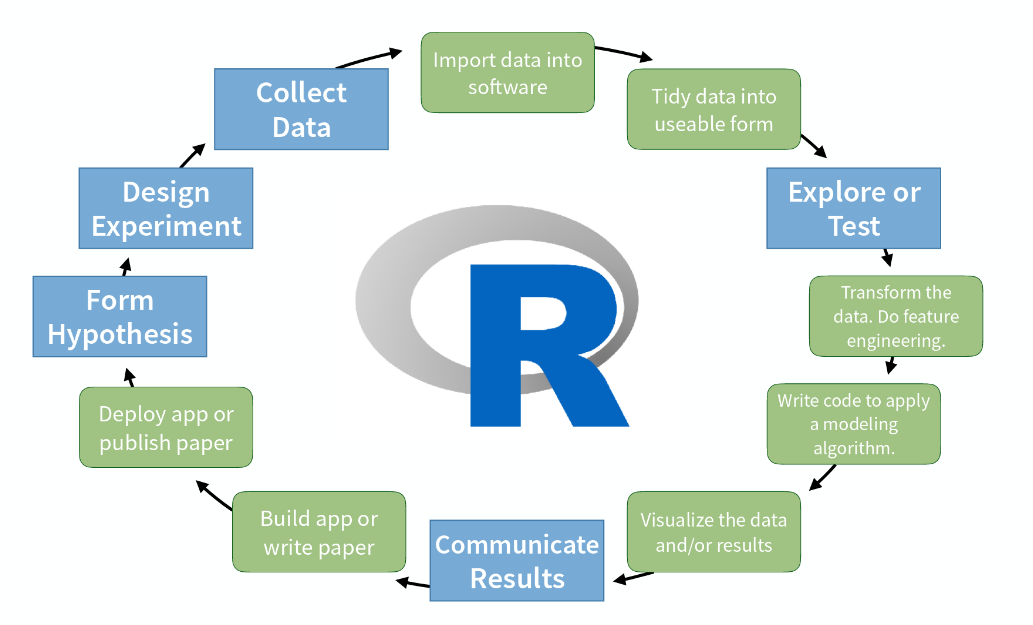 Import data into
software
Collect
Data
Tidy data into
useable form
Design
Experiment
Explore or
Test
Form
Hypothesis
Transform the
data. Do feature
engineering.
R
Deploy app or
publish paper
Write code to apply
a modeling
algorithm.
Build app or
write paper
Communicate
Results
Visualize the data
and/or results